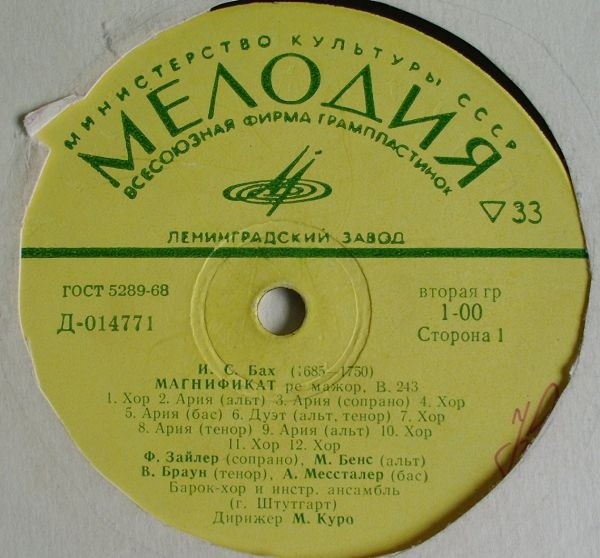 МИНИСТЕРСТВО КУЛЬТУРЫ СССР
МЕЛОДИЯ
ВСЕСОЮЗНАЯ ФИРМА ГРАМПЛАСТИНОК
▽ 33
ЛЕНИНГРАДСКИЙ ЗАВОД
ГОСТ 5289-68
Д-014771
вторая гр
1-00
Сторона 1
И. С. Бах (1685—1750)
МАГНИФИКАТ ре мажор, В. 243
1. Хор 2. Ария (альт) 3. Ария (сопрано) 4. Хор
5. Ария (бас) 6. Дуэт (альт, тенор) 7. Хор
8. Ария (тенор) 9. Ария (альт) 10. Хор
11. Хор 12. Хор
Ф. Зайлер (сопрано), М. Бенс (альт)
В. Браун (тенор), А. Мессталер (бас)
Барок-хор и инстр. ансамбль
(г. Штутгарт)
Дирижер М. Куро